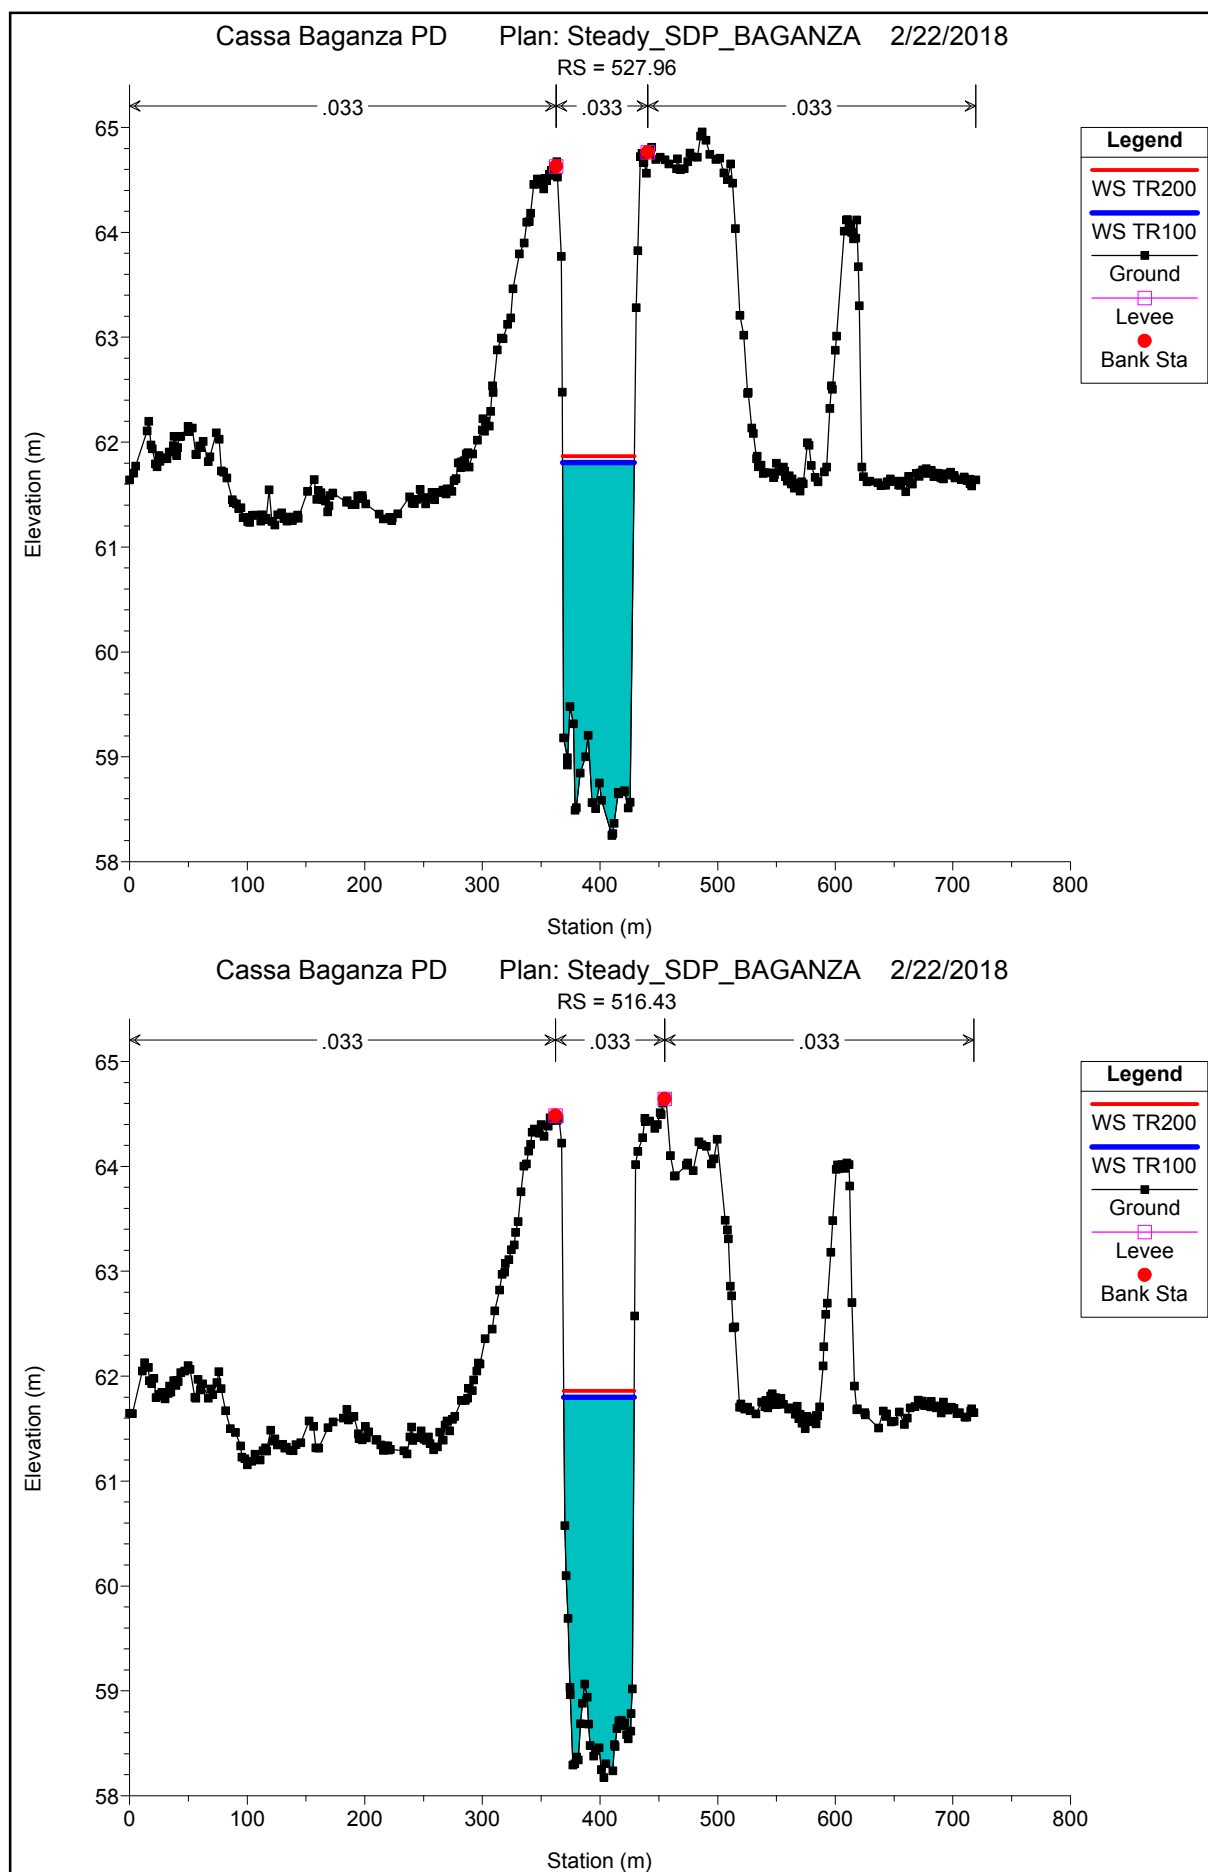 Cassa Baganza PD Plan: Steady_SDP_BAGANZA 2/22/2018
RS = 527.96
.033 .033 .033
Legend
WS TR200
WS TR100
Ground
Levee
Bank Sta
65
64
63
62
61
60
59
58
Elevation (m)
0 100 200 300 400 500 600 700 800
Station (m)
Cassa Baganza PD Plan: Steady_SDP_BAGANZA 2/22/2018
RS = 516.43
.033 .033 .033
Legend
WS TR200
WS TR100
Ground
Levee
Bank Sta
65
64
63
62
61
60
59
58
Elevation (m)
0 100 200 300 400 500 600 700 800
Station (m)